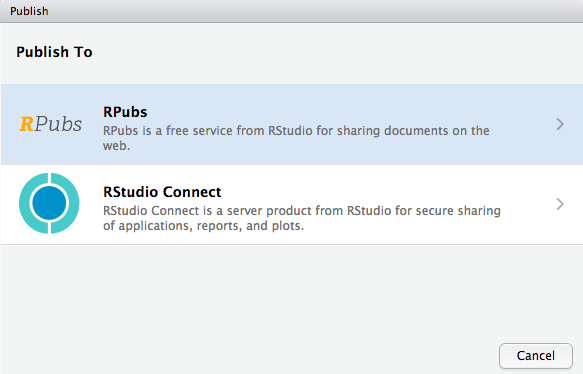 Publish
Publish To
RPubs
RPubs
RPubs is a free service from RStudio for sharing documents on the
web.
RStudio Connect
RStudio Connect is a server product from RStudio for secure sharing
of applications, reports, and plots.
Cancel